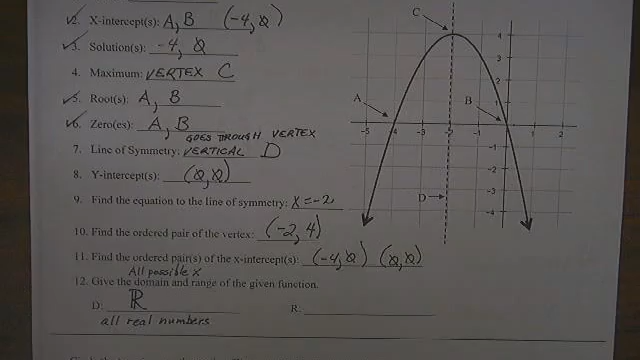 2. X-intercept(s): A, B (-4, 0)
3. Solution(s): -4, 0
4. Maximum: VERTEX C
5. Root(s): A, B
6. Zero(es): A, B
GOES THROUGH VERTEX
7. Line of Symmetry: VERTICAL D
8. Y-intercept(s): (0, 0)
9. Find the equation to the line of symmetry: x = -2
10. Find the ordered pair of the vertex: (-2, 4)
11. Find the ordered pair(s) of the x-intercept(s): (-4, 0) (0, 0)
All possible x
12. Give the domain and range of the given function.
D: ℝ R:
all real numbers
C
4
3
2
A
B
1
-5 -4 -3 -2 -1 1 2
-1
-2
D
-3
-4